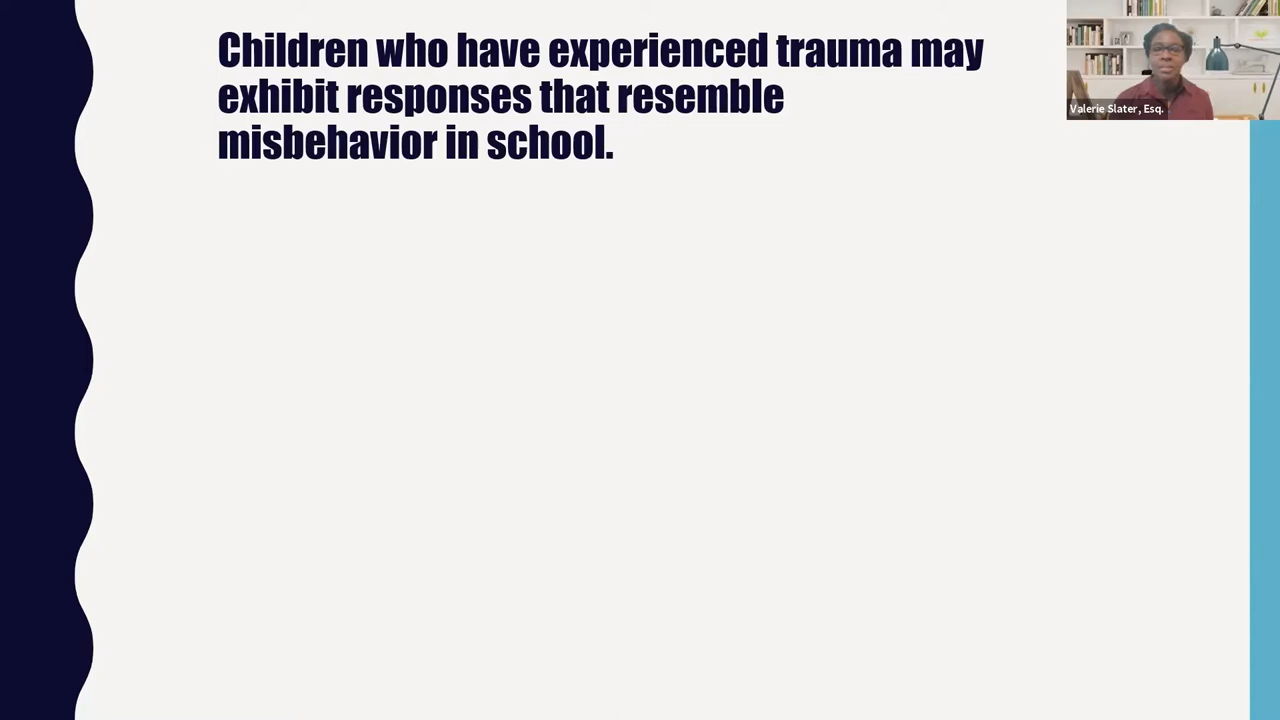 Children who have experienced trauma may
exhibit responses that resemble
misbehavior in school.
Valerie Slater, Esq.